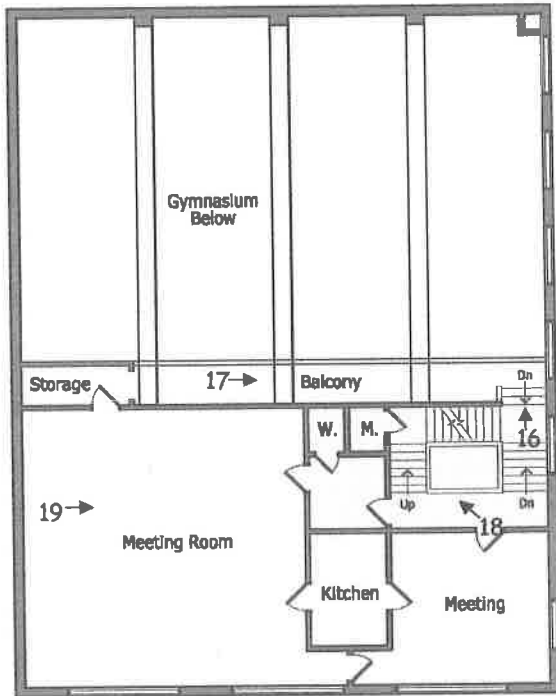 Gymnasium
Below
Storage
17
Balcony
Dn
W.
M.
16
19
Up
Dn
18
Meeting Room
Kitchen
Meeting